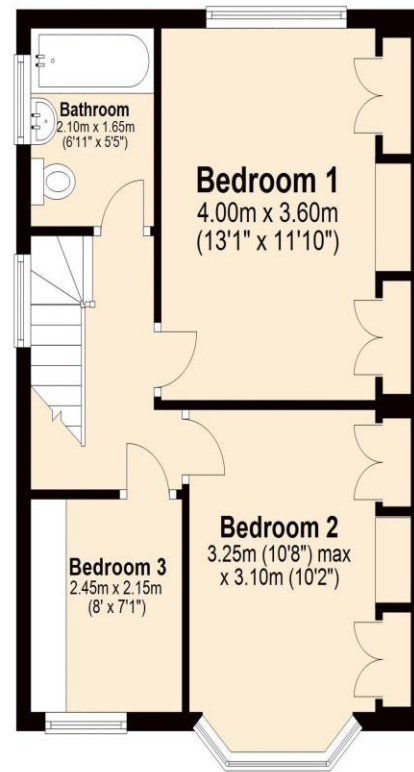 Bathroom
2.10m x 1.65m
(6'11" x 5'5")
Bedroom 1
4.00m x 3.60m
(13'1" x 11'10")
Bedroom 2
3.25m (10'8") max
x 3.10m (10'2")
Bedroom 3
2.45m x 2.15m
(8' x 7'1")